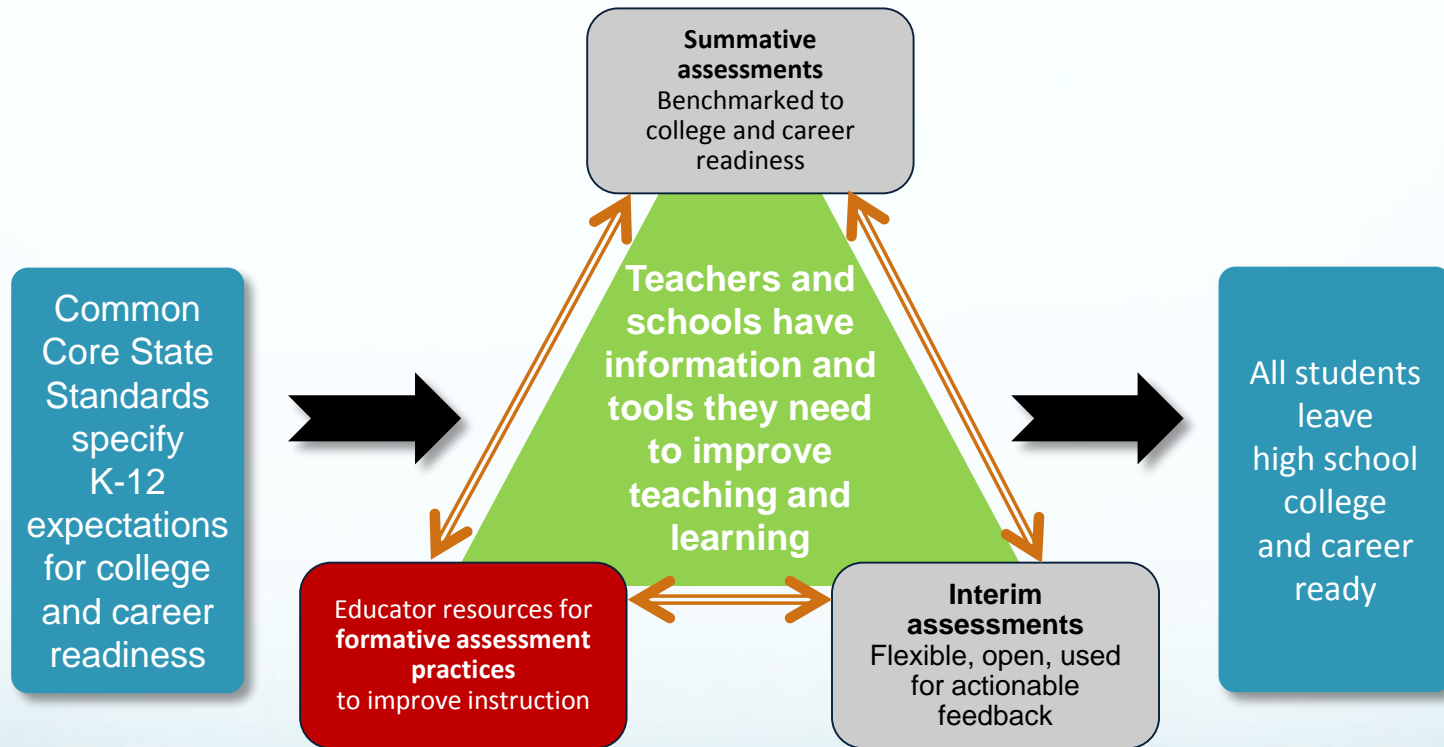 Summative
assessments
Benchmarked to
college and career
readiness
Common
Core State
Standards
specify
K-12
expectations
for college
and career
readiness
Teachers and
schools have
information and
tools they need
to improve
teaching and
learning
All students
leave
high school
college
and career
ready
Educator resources for
formative assessment
practices
to improve instruction
Interim
assessments
Flexible, open, used
for actionable
feedback